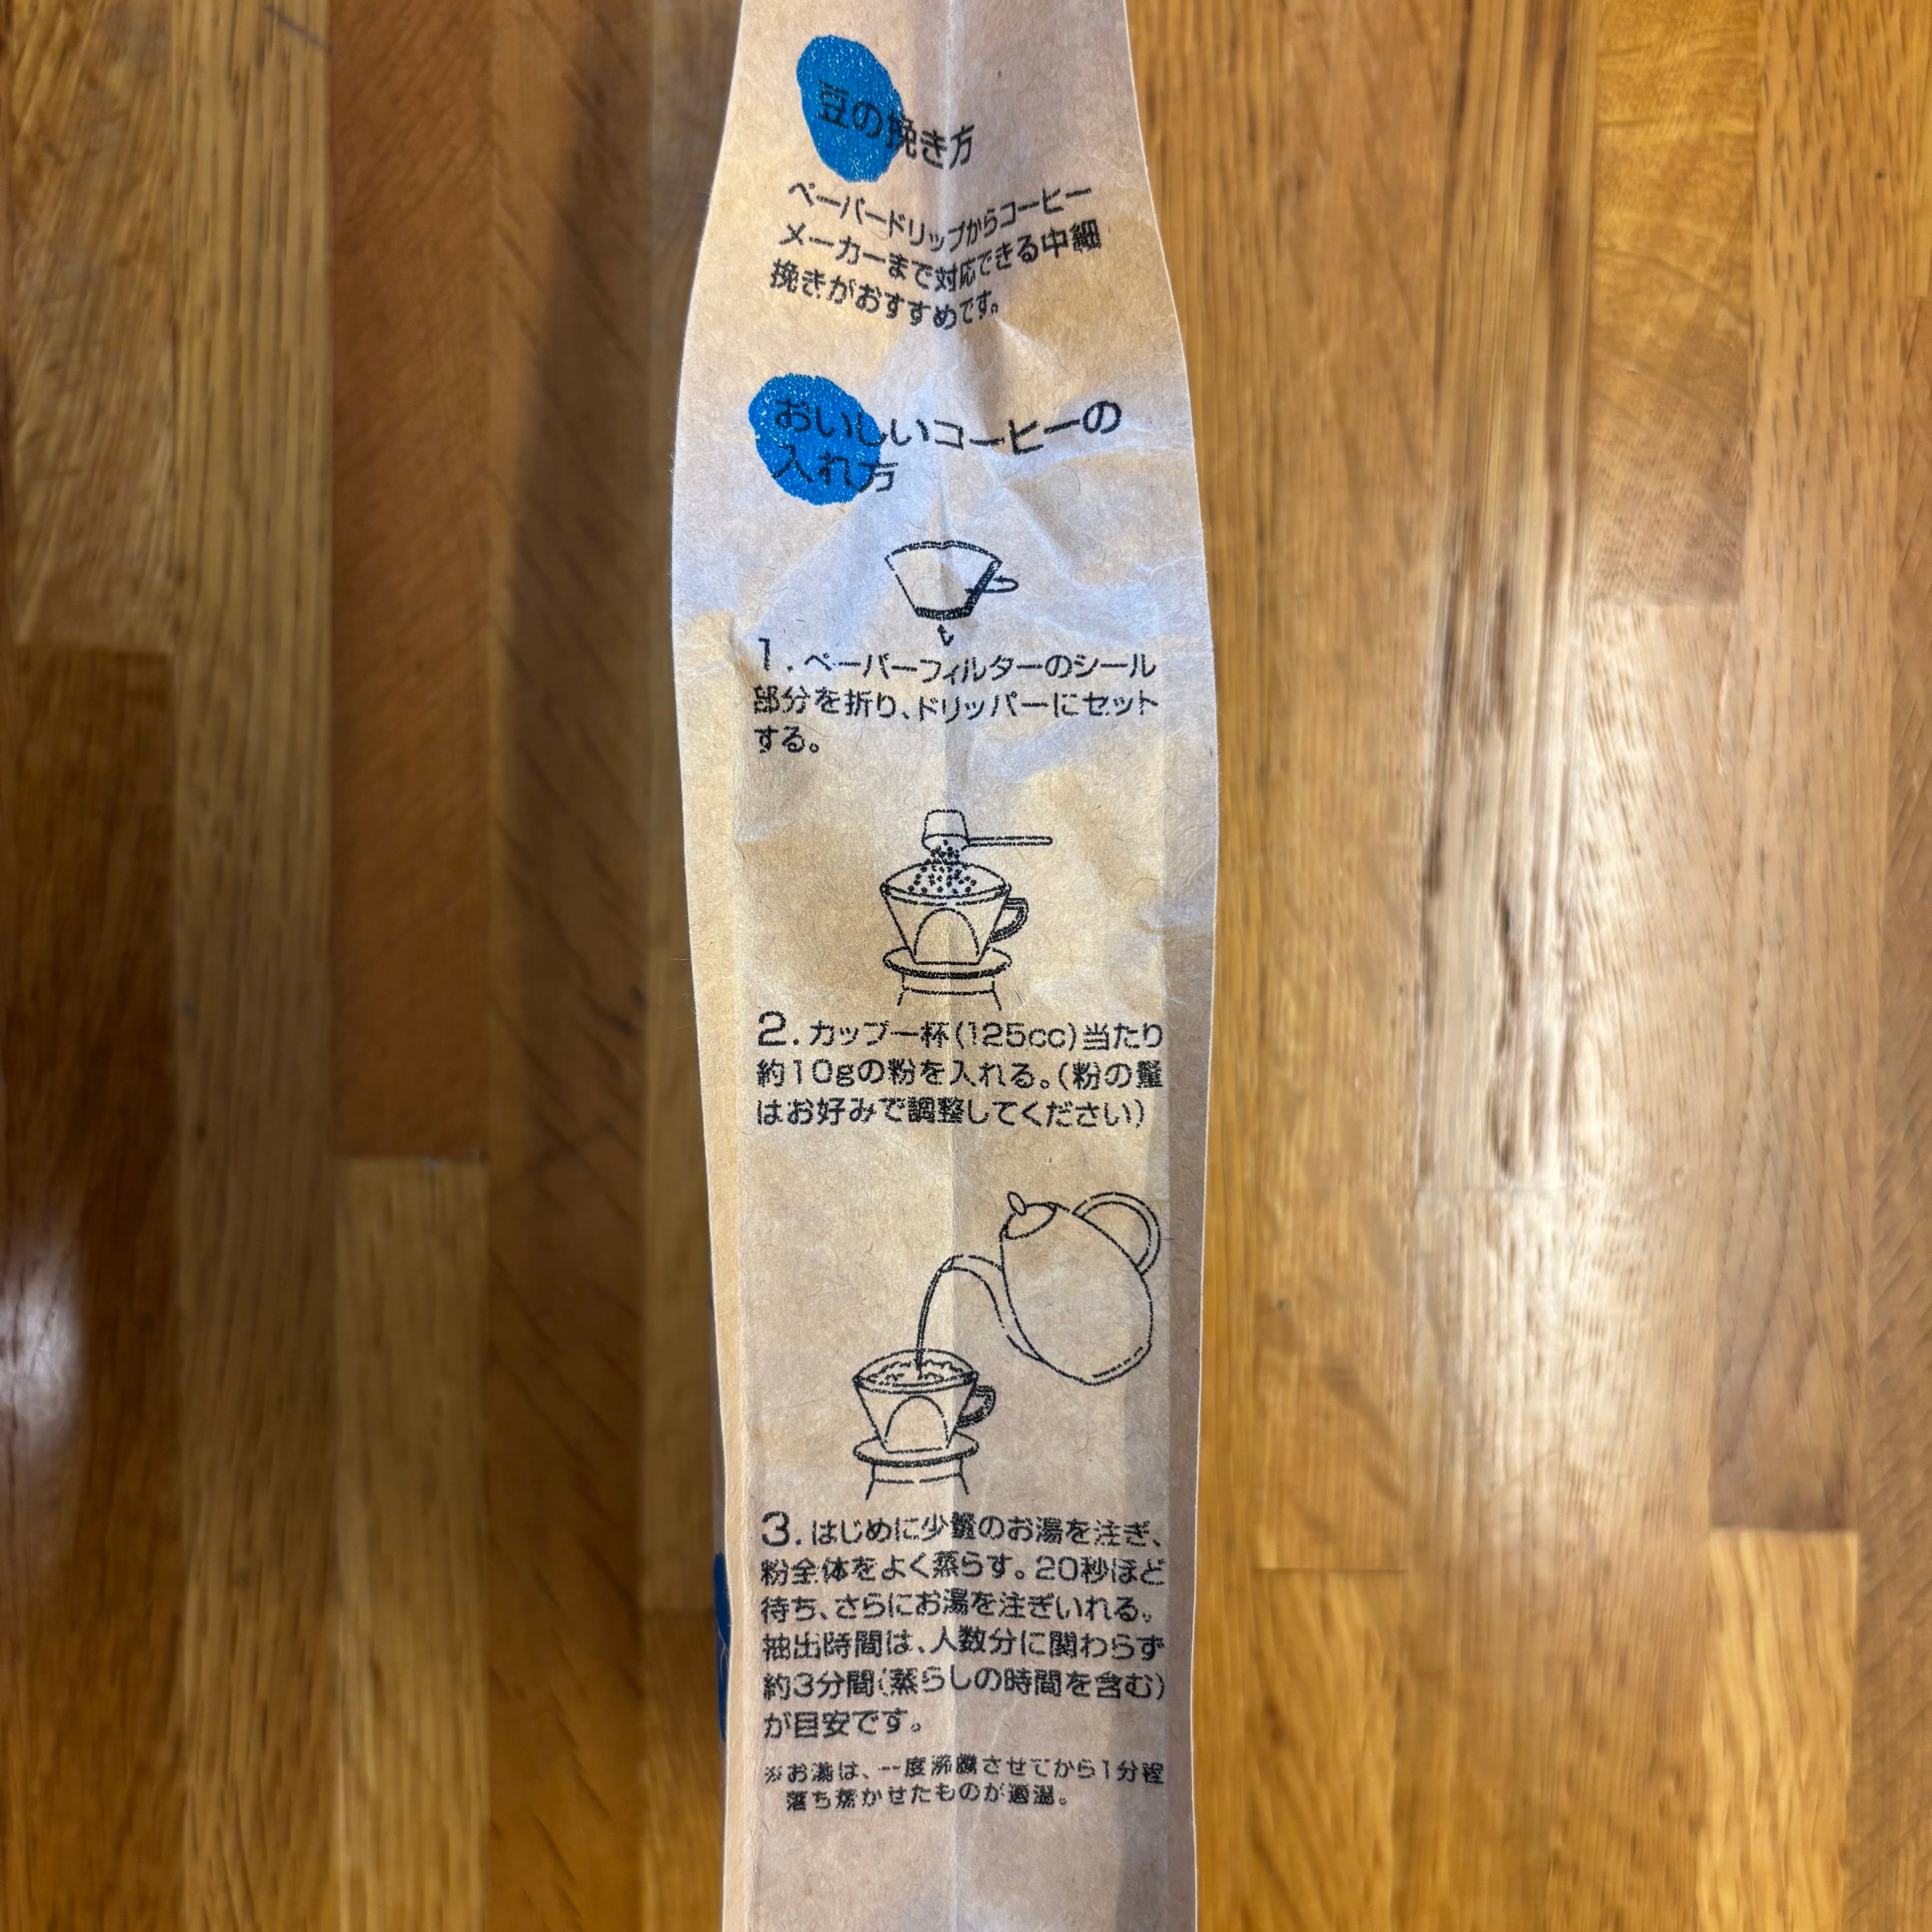 豆の挽き方
ペーパードリップからコーヒー
メーカーまで対応できる中細
挽きがおすすめです。
おいしいコーヒーの
入れ方
1.ペーパーフィルターのシール
部分を折り、ドリッパーにセット
する。
2.カップ一杯(125cc)当たり
約10gの粉を入れる。(粉の量
はお好みで調整してください)
3.はじめに少量のお湯を注ぎ、
粉全体をよく蒸らす。20秒ほど
待ち、さらにお湯を注ぎいれる。
抽出時間は、人数分に関わらず
約3分間(蒸らしの時間を含む)
が目安です。
※お湯は、一度沸騰させてから1分程
落ち着かせたものが適温。